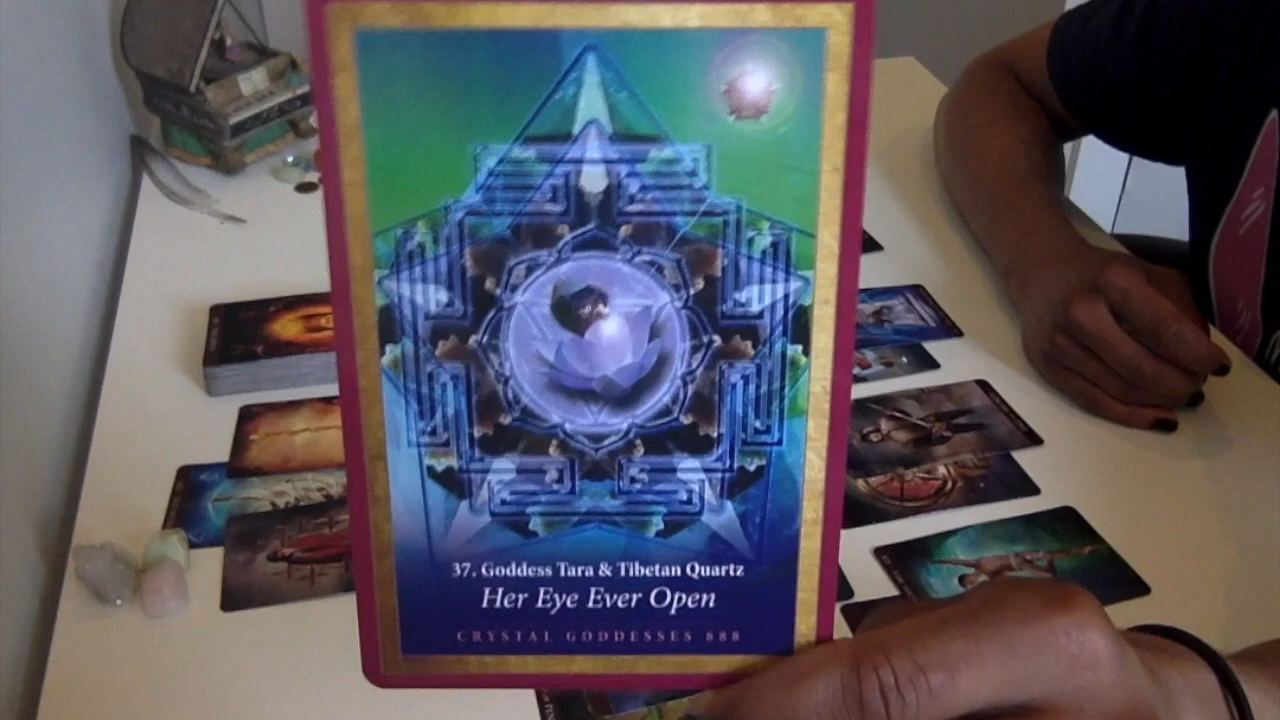 37. Goddess Tara & Tibetan Quartz
Her Eye Ever Open
CRYSTAL GODDESSES 888